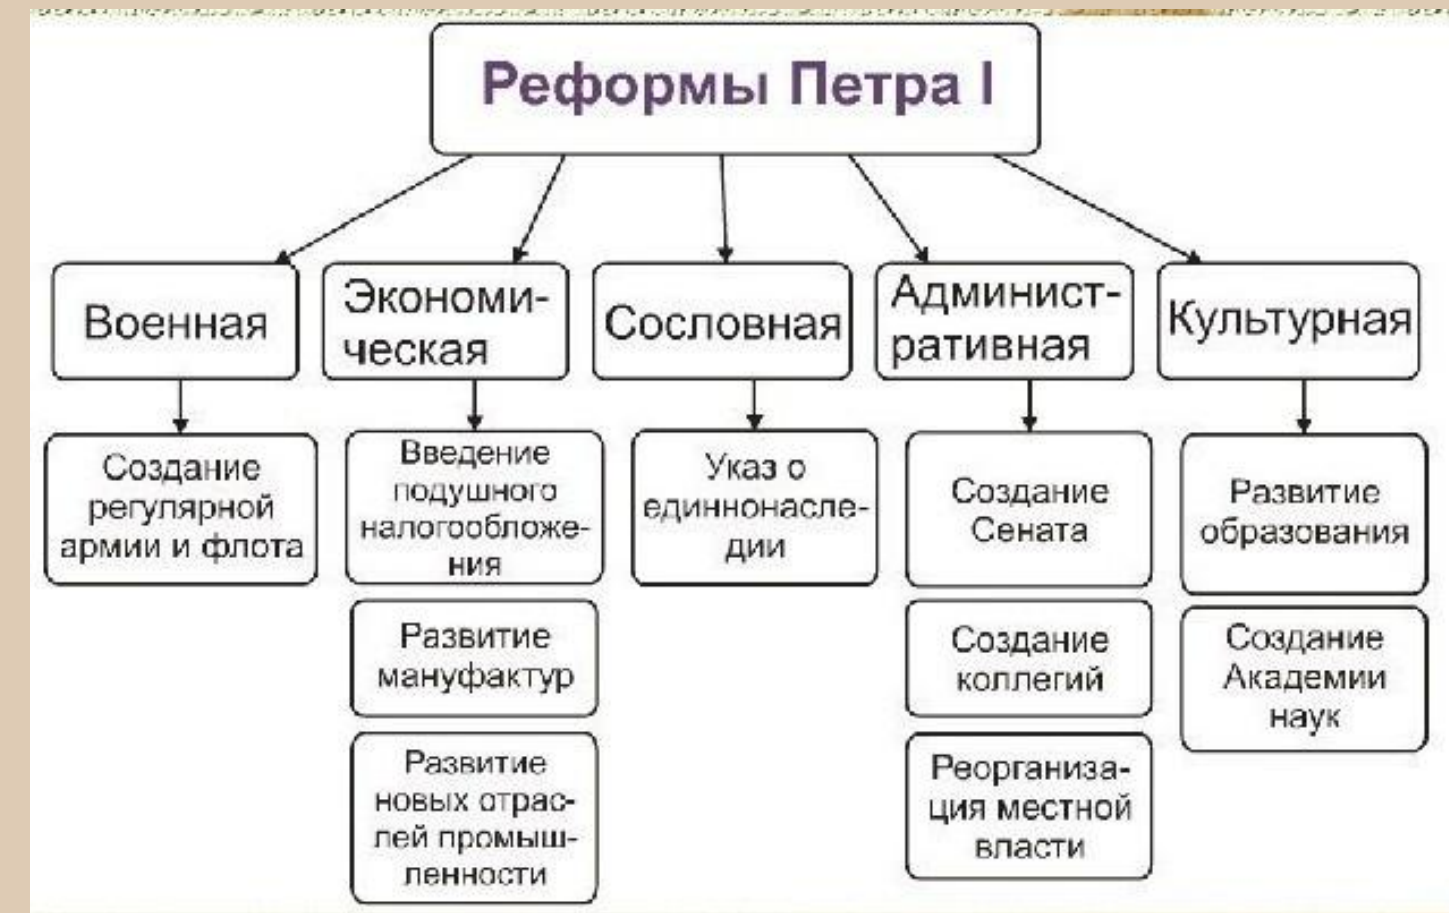 Реформы Петра I
Военная
Экономи-
ческая
Сословная
Админист-
ративная
Культурная
Создание
регулярной
армии и флота
Введение
подушного
налогообложе-
ния
Развитие
мануфактур
Развитие
новых отрас-
лей промыш-
ленности
Указ о
единнонасле-
дии
Создание
Сената
Создание
коллегий
Реорганиза-
ция местной
власти
Развитие
образования
Создание
Академии
наук